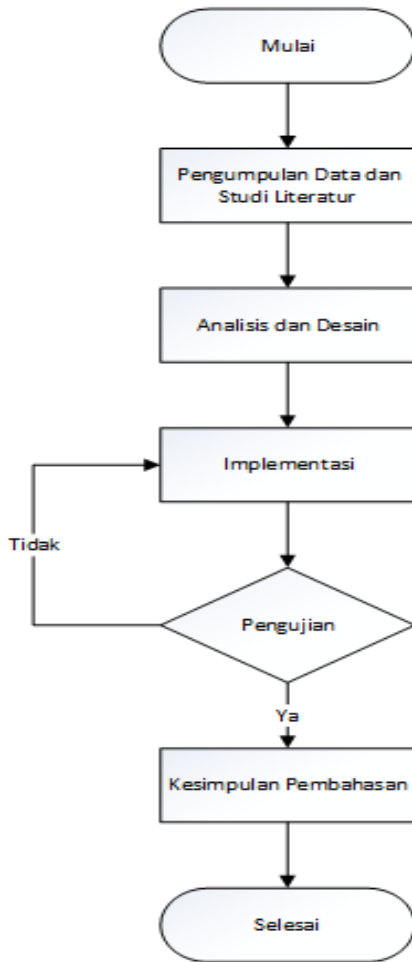 Mulai
Pengumpulan Data dan
Studi Literatur
Analisis dan Desain
Implementasi
Tidak
Pengujian
Ya
Kesimpulan Pembahasan
Selesai